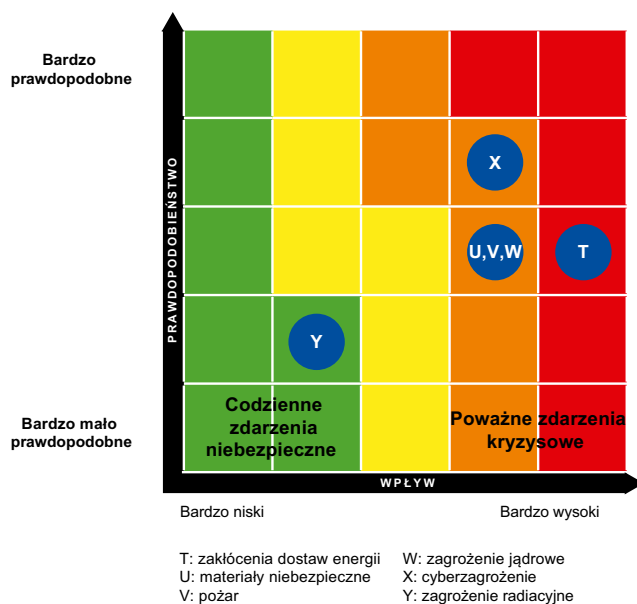 Bardzo
prawdopodobne
PRAWDOPODOBIEŃSTWO
X
U,V,W
T
Y
Bardzo mało
prawdopodobne
Codzienne
zdarzenia
niebezpieczne
Poważne zdarzenia
kryzysowe
WPŁYW
Bardzo niski
Bardzo wysoki
T: zakłócenia dostaw energii
U: materiały niebezpieczne
V: pożar
W: zagrożenie jądrowe
X: cyberzagrożenie
Y: zagrożenie radiacyjne